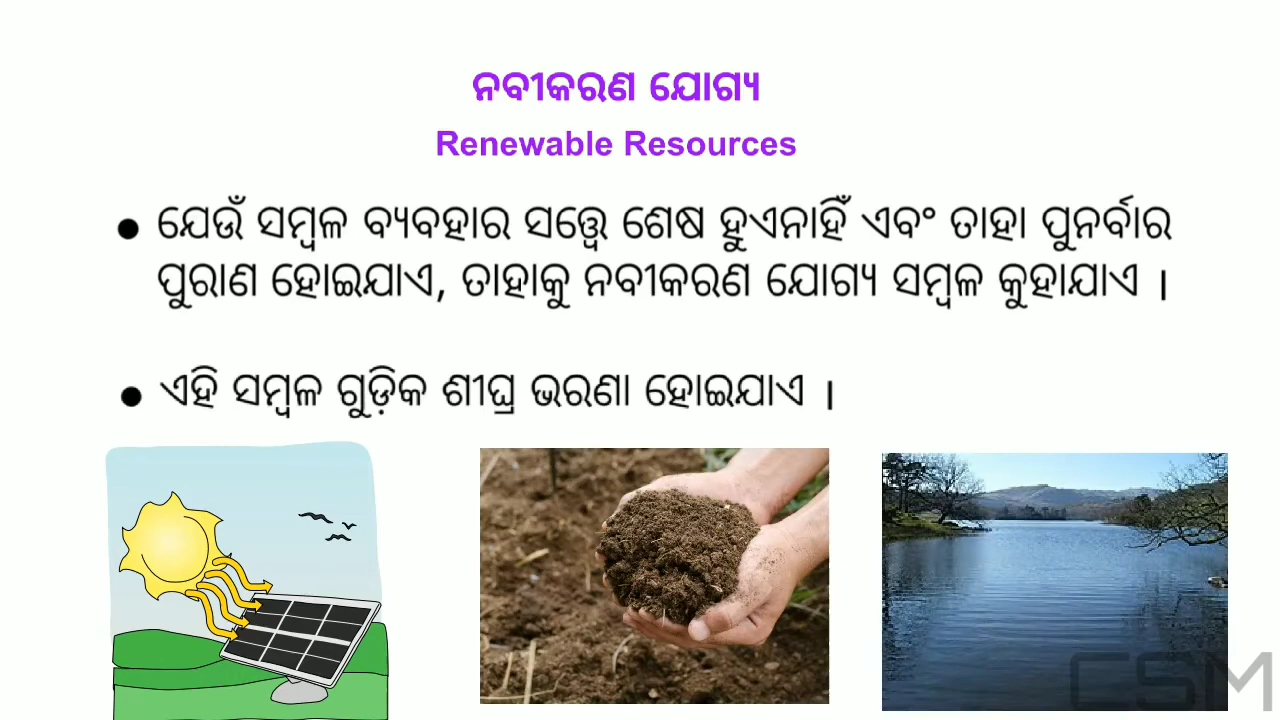 ନବୀକରଣ ଯୋଗ୍ୟ
Renewable Resources
• ଯେଉଁ ସମ୍ବଳ ବ୍ୟବହାର ସତ୍ତ୍ୱେ ଶେଷ ହୁଏନାହିଁ ଏବଂ ତାହା ପୁନର୍ବାର
ପୁରାଣ ହୋଇଯାଏ, ତାହାକୁ ନବୀକରଣ ଯୋଗ୍ୟ ସମ୍ବଳ କୁହାଯାଏ ।
• ଏହି ସମ୍ବଳ ଗୁଡ଼ିକ ଶୀଘ୍ର ଭରଣା ହୋଇଯାଏ ।
CSM